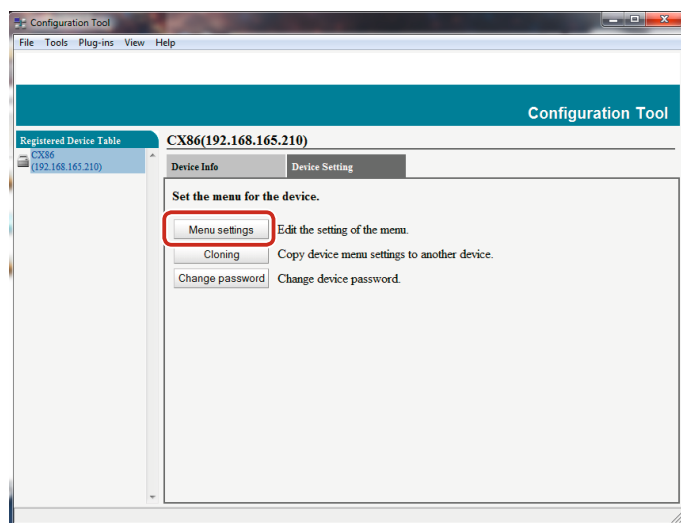 Configuration Tool
File Tools Plug-ins View Help
Configuration Tool
Registered Device Table
CX86
(192.168.165.210)
CX86(192.168.165.210)
Device Info Device Setting
Set the menu for the device.
Menu settings Edit the setting of the menu.
Cloning Copy device menu settings to another device.
Change password Change device password.